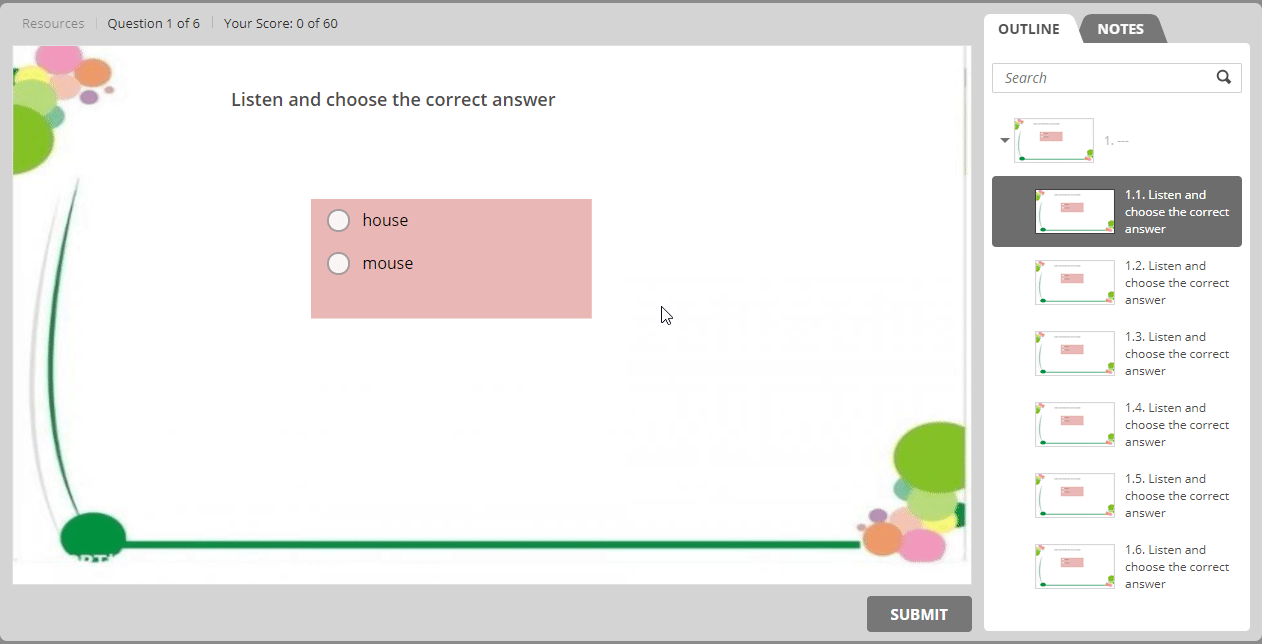 Resources Question 1 of 6 Your Score: 0 of 60
Listen and choose the correct answer
house
mouse
SUBMIT
OUTLINE NOTES
Search
1. ---
1.1. Listen and
choose the correct
answer
1.2. Listen and
choose the correct
answer
1.3. Listen and
choose the correct
answer
1.4. Listen and
choose the correct
answer
1.5. Listen and
choose the correct
answer
1.6. Listen and
choose the correct
answer